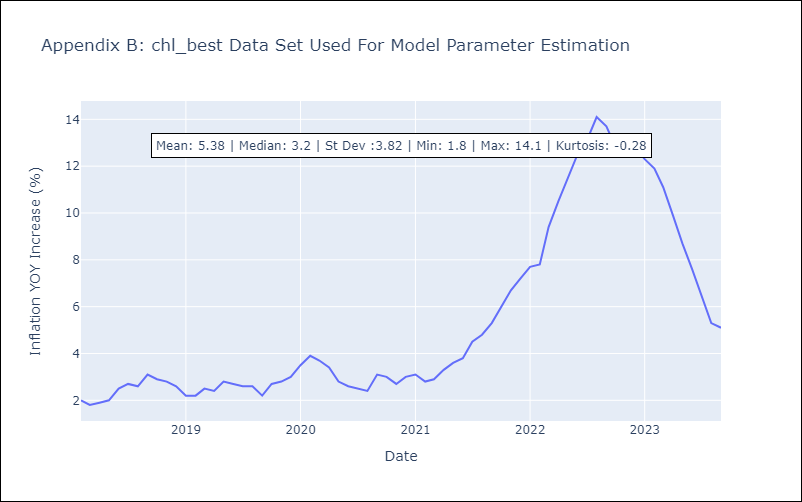 Appendix B: chl_best Data Set Used For Model Parameter Estimation
14
Mean: 5.38 | Median: 3.2 | St Dev :3.82 | Min: 1.8 | Max: 14.1 | Kurtosis: -0.28
12
10
8
6
4
2
Inflation YOY Increase (%)
2019 2020 2021 2022 2023
Date